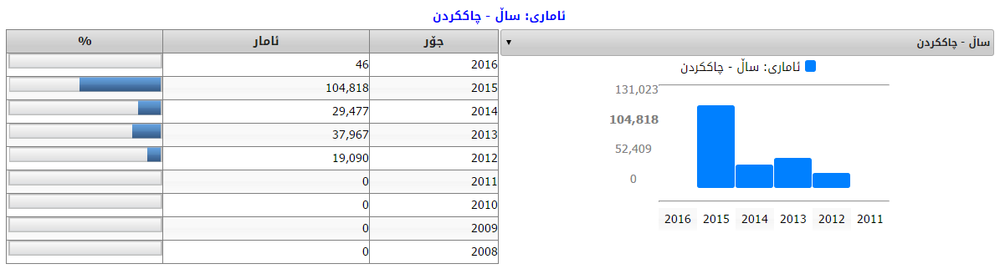 ئاماری: ساڵ - چاککردن
ساڵ - چاککردن
ئاماری: ساڵ - چاککردن
131,023
104,818
52,409
0
2016 2015 2014 2013 2012 2011
جۆر ئامار %
2016 46
2015 104,818
2014 29,477
2013 37,967
2012 19,090
2011 0
2010 0
2009 0
2008 0